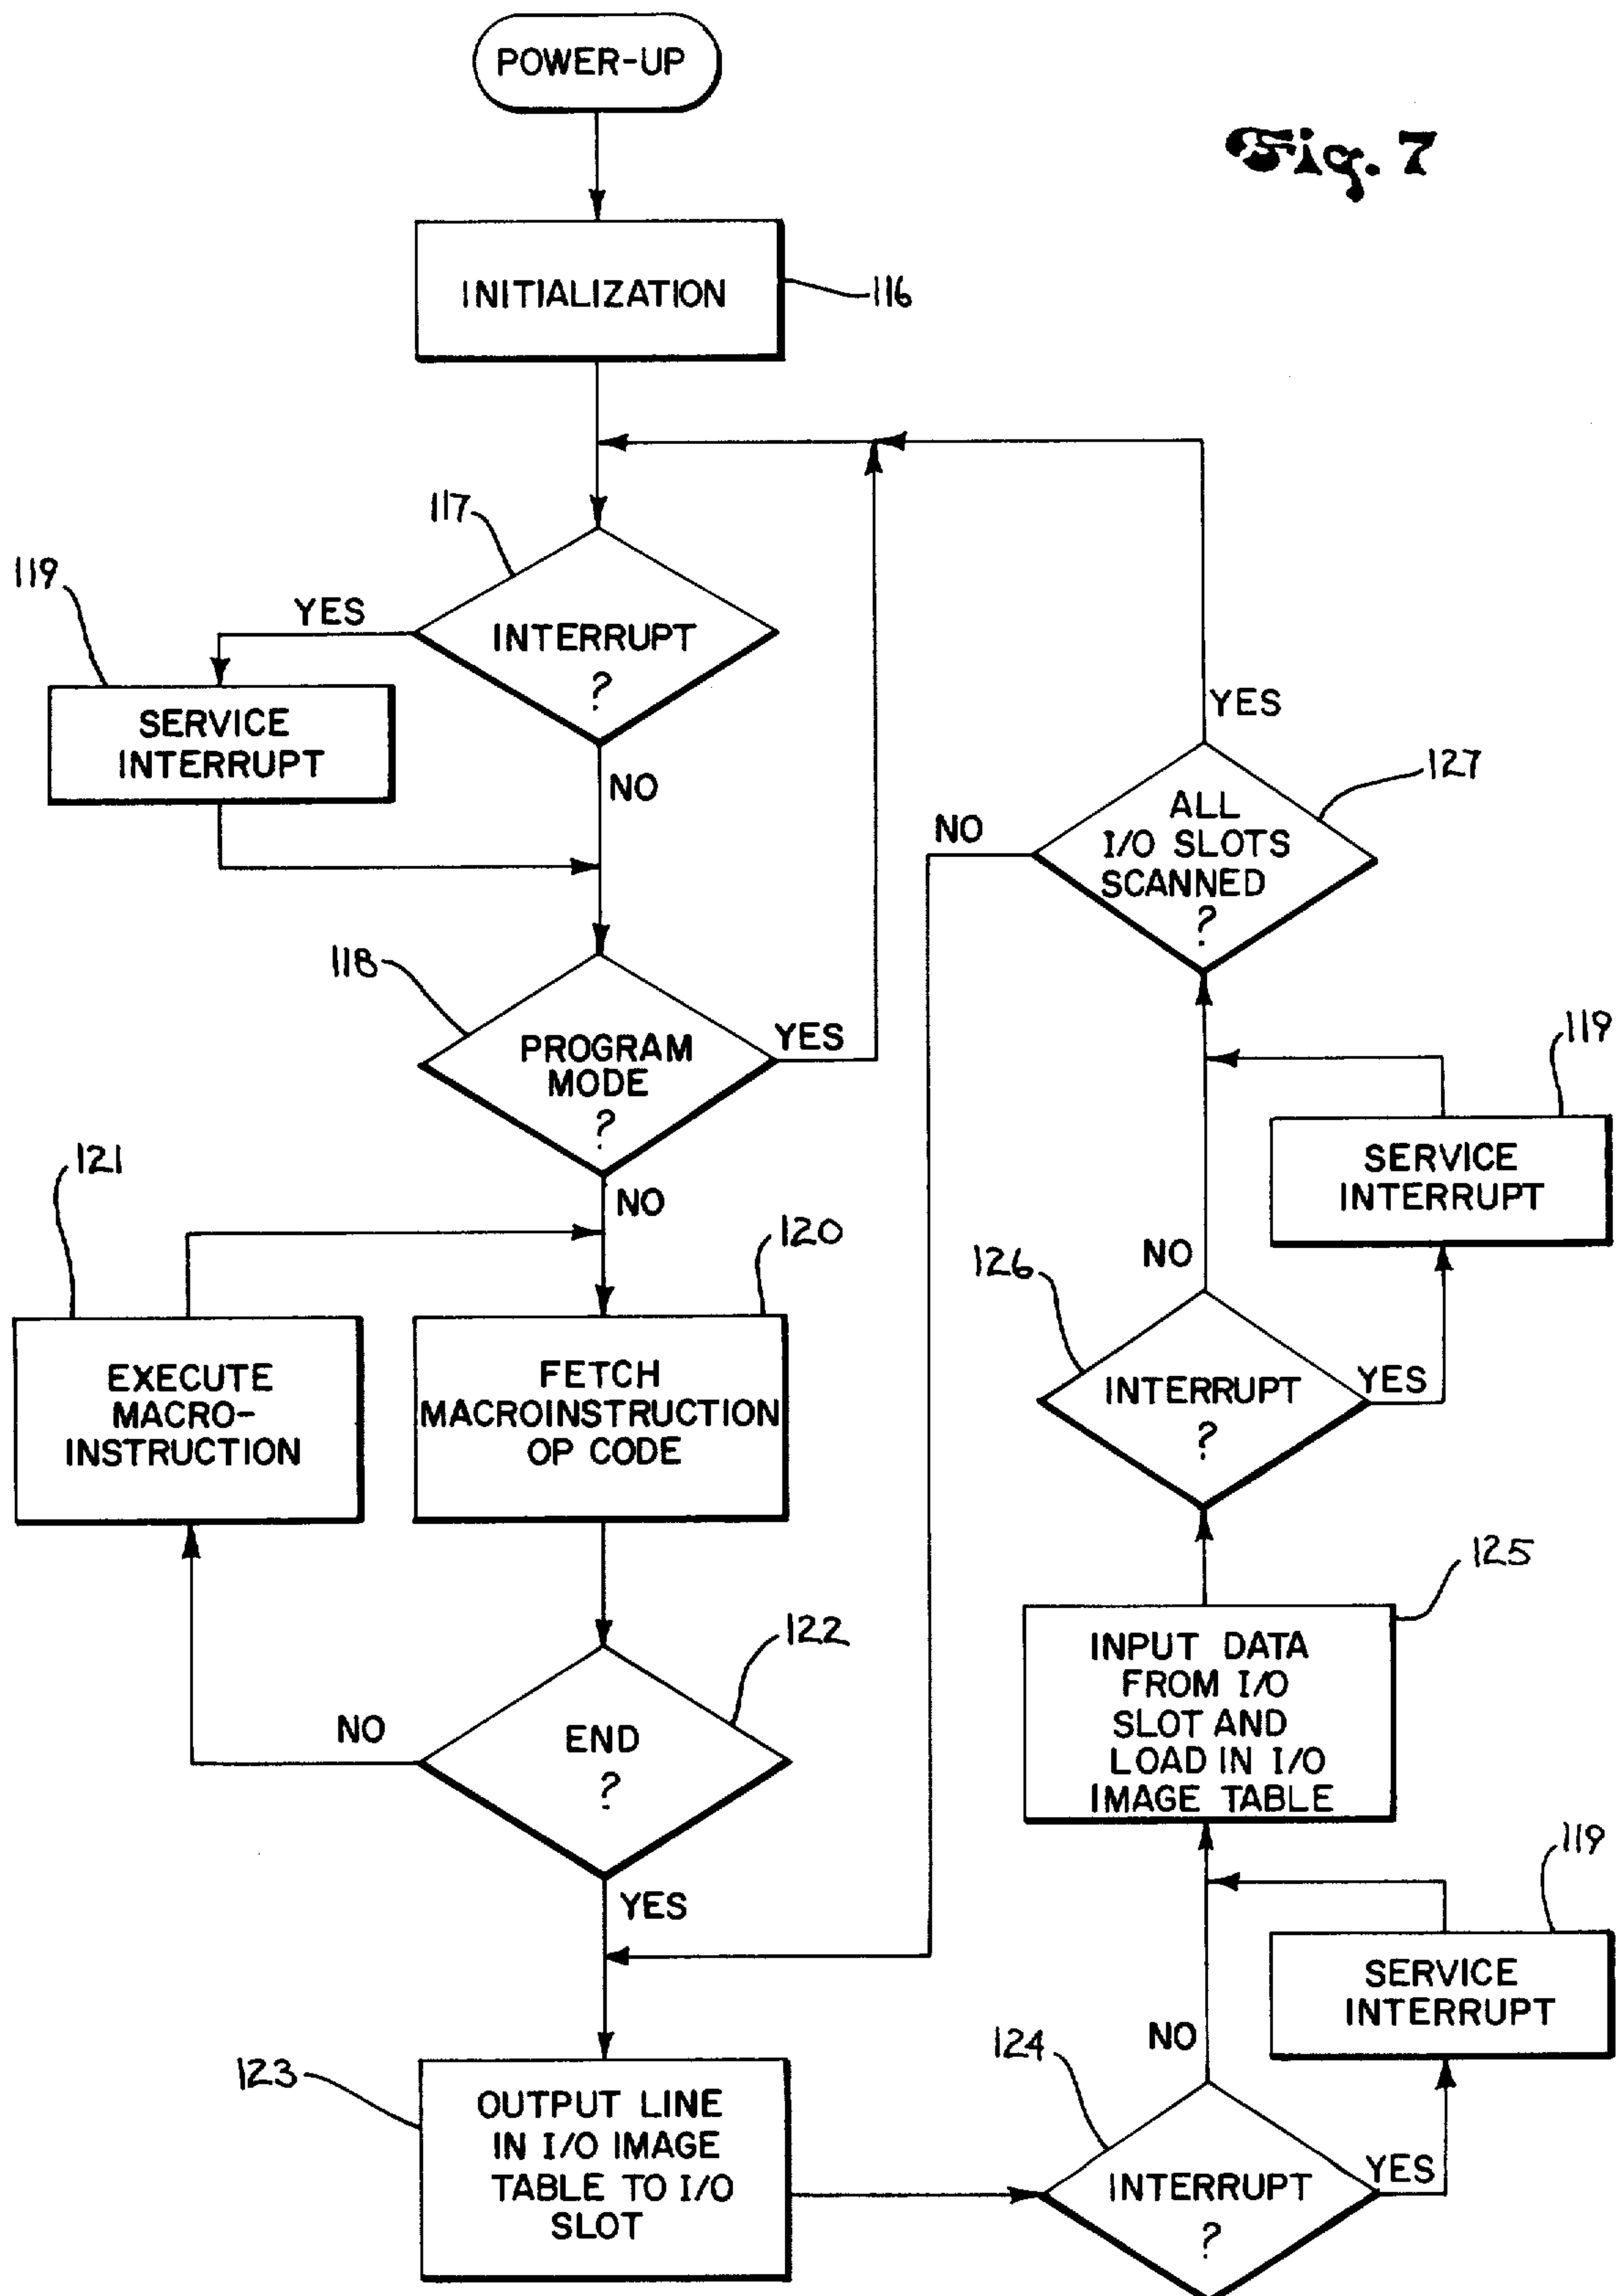 POWER-UP
Fig. 7
INITIALIZATION
116
117
INTERRUPT
?
YES
NO
119
SERVICE
INTERRUPT
118
PROGRAM
MODE
?
YES
NO
121
EXECUTE
MACRO-
INSTRUCTION
120
FETCH
MACROINSTRUCTION
OP CODE
122
END
?
NO
YES
123
OUTPUT LINE
IN I/O IMAGE
TABLE TO I/O
SLOT
124
INTERRUPT
?
YES
NO
119
SERVICE
INTERRUPT
125
INPUT DATA
FROM I/O
SLOT AND
LOAD IN I/O
IMAGE TABLE
126
INTERRUPT
?
YES
NO
119
SERVICE
INTERRUPT
127
ALL
I/O SLOTS
SCANNED
?
NO
YES